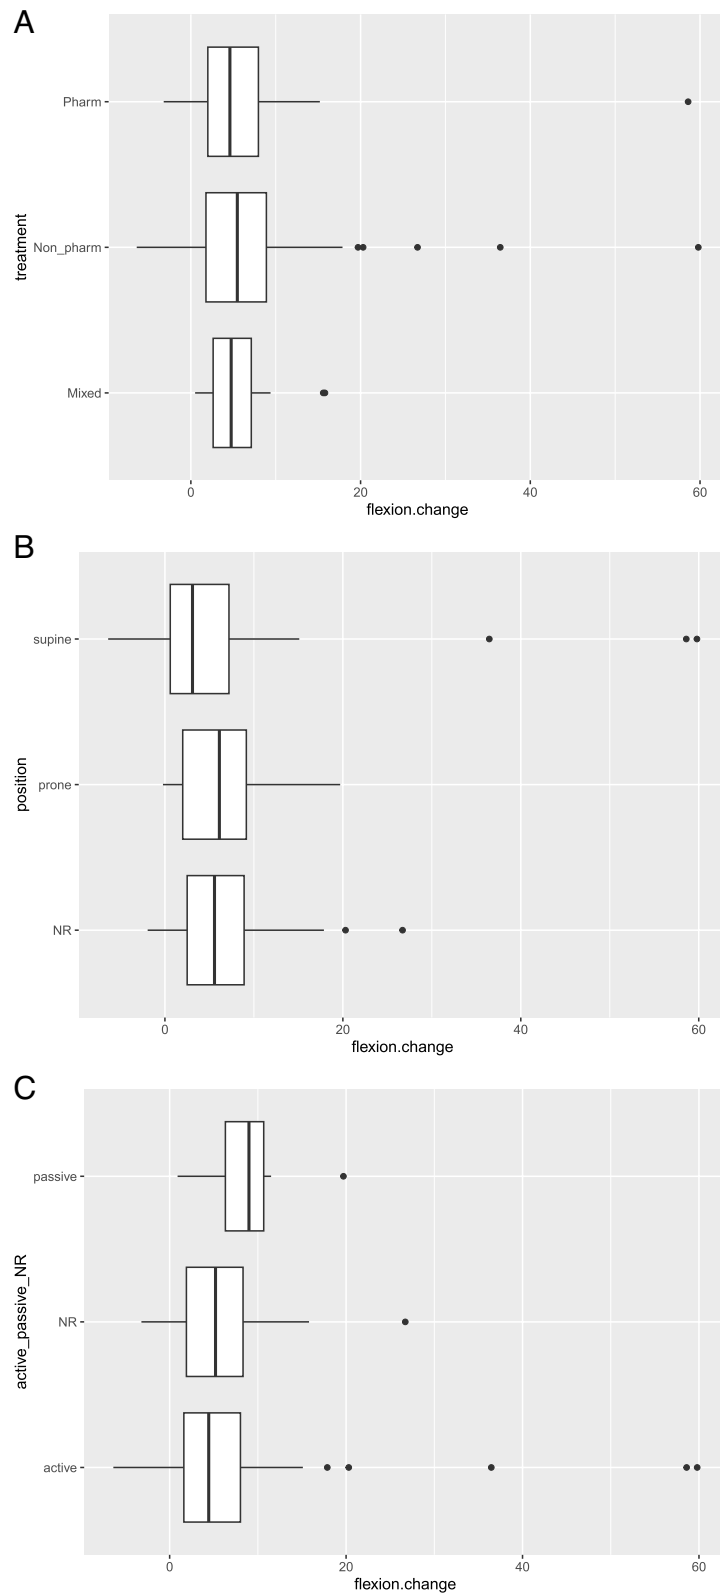 A
Pharm
Non_pharm
Mixed
treatment
0 20 40 60
flexion.change
B
supine
prone
NR
position
0 20 40 60
flexion.change
C
passive
NR
active
active_passive_NR
0 20 40 60
flexion.change